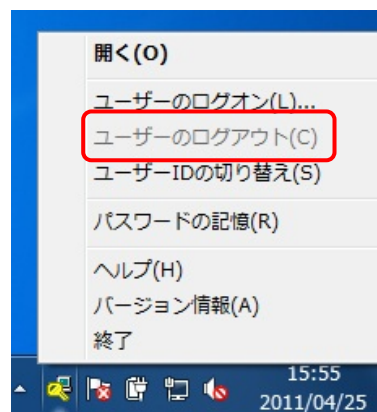 開く(O)
ユーザーのログオン(L)...
ユーザーのログアウト(C)
ユーザーIDの切り替え(S)
パスワードの記憶(R)
ヘルプ(H)
バージョン情報(A)
終了
15:55
2011/04/25